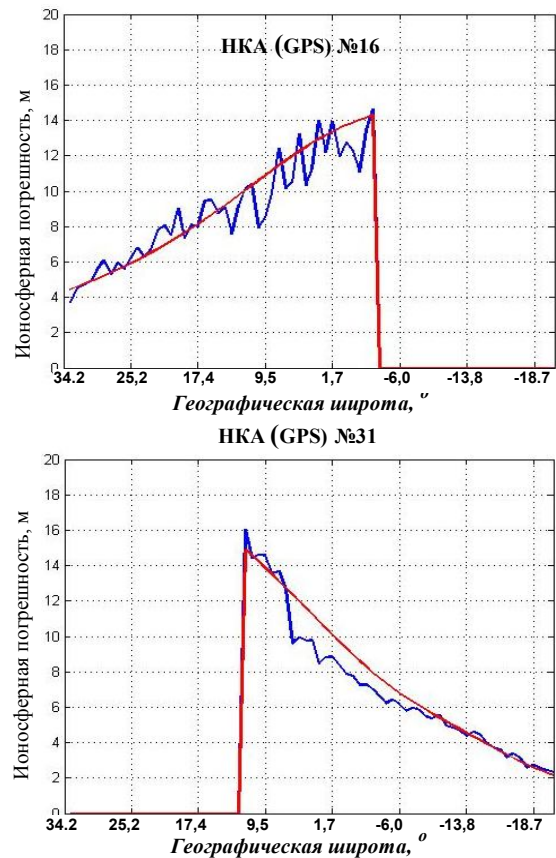 20
НКА (GPS) №16
18
16
14
12
10
8
6
4
2
0
Ионосферная погрешность, м
34.2 25,2 17,4 9,5 1,7 -6,0 -13,8 -18.7
Географическая широта, º
НКА (GPS) №31
20
18
16
14
12
10
8
6
4
2
0
Ионосферная погрешность, м
34.2 25,2 17,4 9,5 1,7 -6,0 -13,8 -18.7
Географическая широта, º